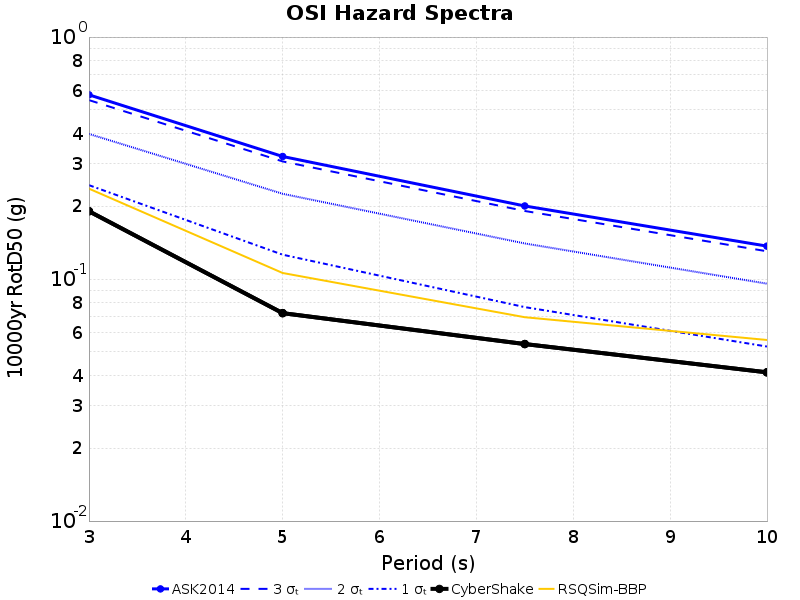 OSI Hazard Spectra
10⁰
8
6
4
3
2
10⁻¹
8
6
4
3
2
10⁻²
10000yr RotD50 (g)
3 4 5 6 7 8 9 10
Period (s)
ASK2014 3 σₜ 2 σₜ 1 σₜ CyberShake RSQSim-BBP